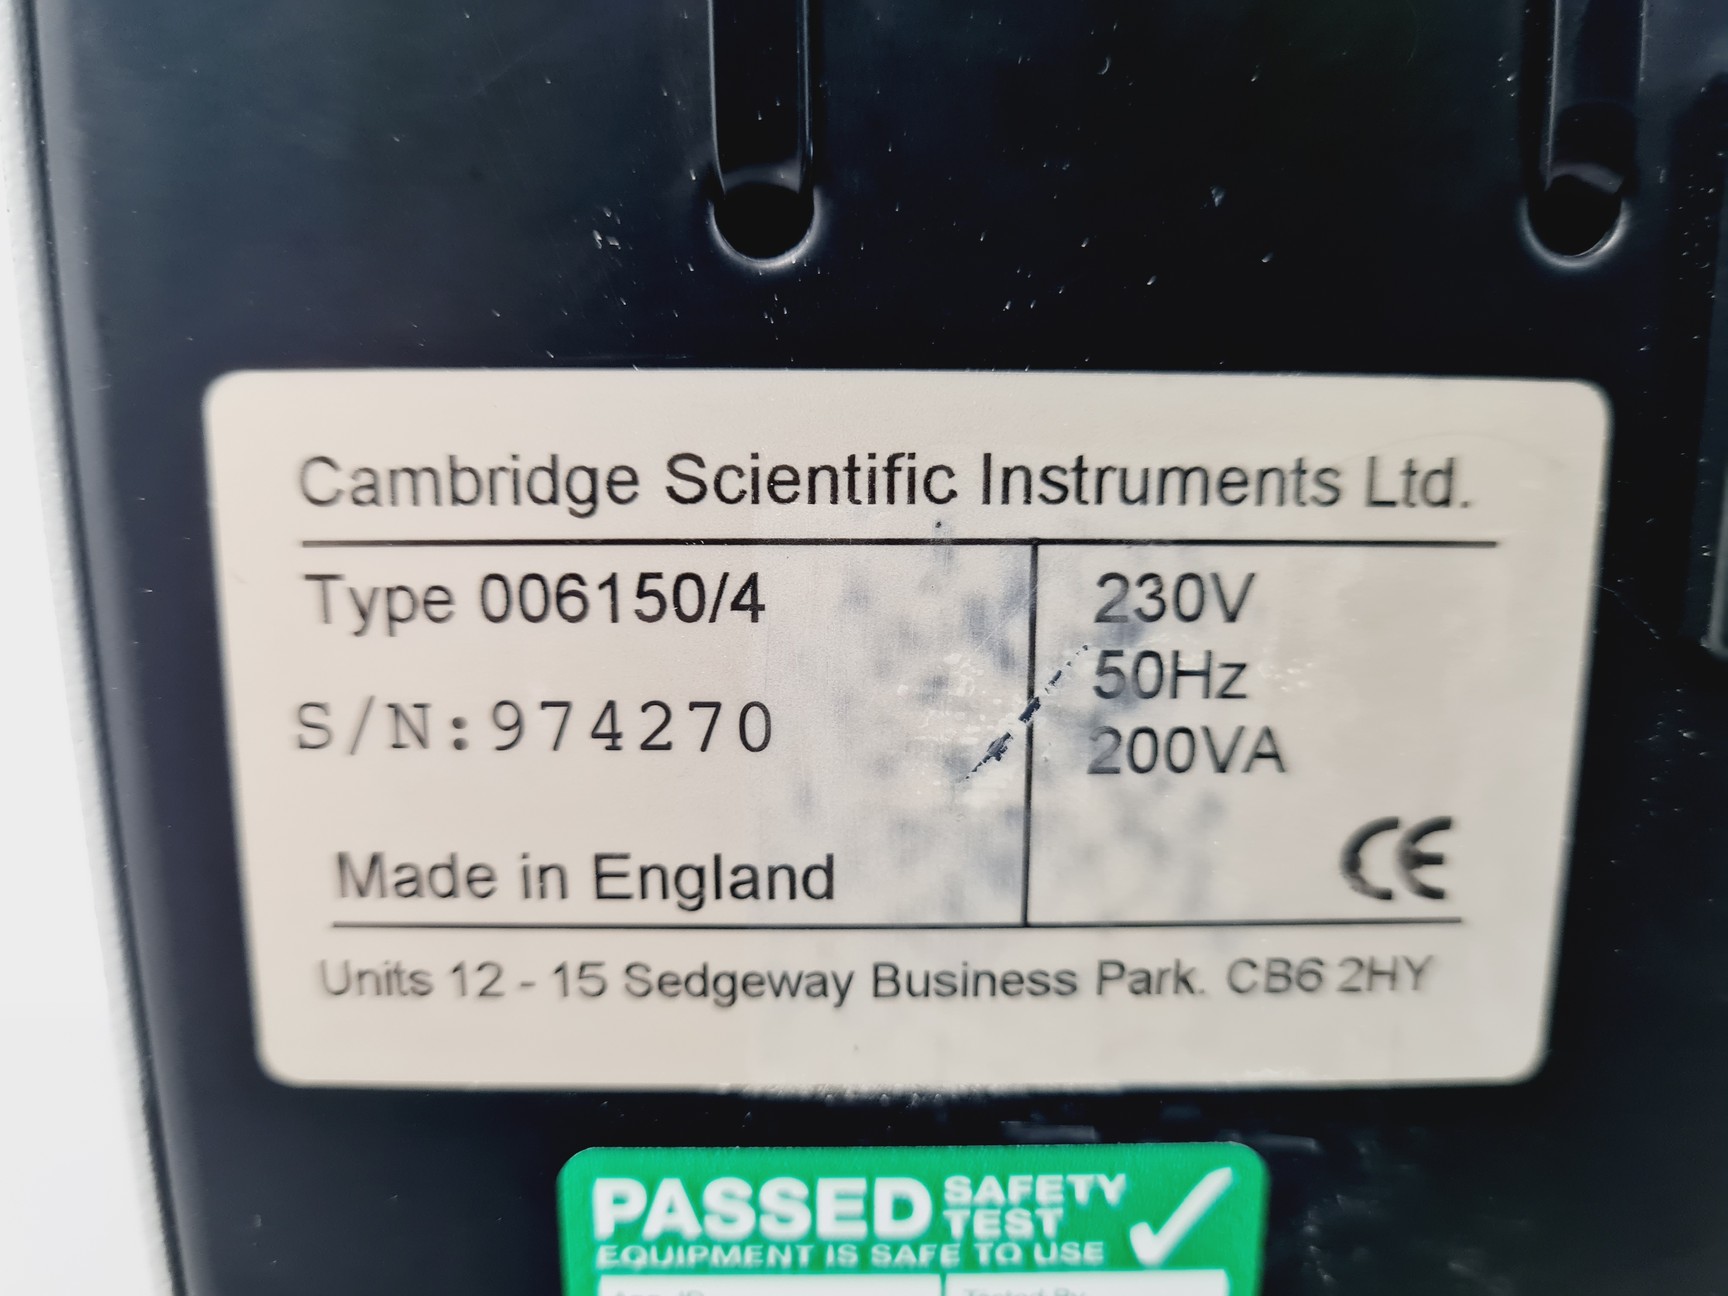 Cambridge Scientific Instruments Ltd.
Type 006150/4
S/N:974270
Made in England
230V
50Hz
200VA
CE
Units 12 - 15 Sedgeway Business Park. CB6 2HY
PASSED SAFETY TEST
EQUIPMENT IS SAFE TO USE